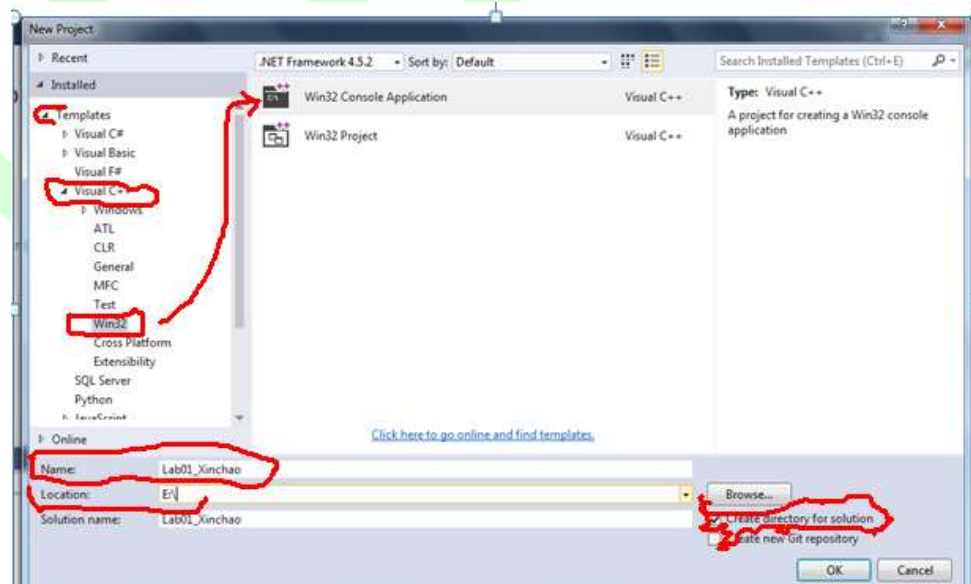 New Project
Recent
.NET Framework 4.5.2
Sort by: Default
Search Installed Templates (Ctrl+E)
Installed
Templates
Visual C#
Visual Basic
Visual F#
Visual C++
Windows
ATL
CLR
General
MFC
Test
Win32
Cross Platform
Extensibility
SQL Server
Python
JavaScript
Online
Win32 Console Application Visual C++
Win32 Project Visual C++
Type: Visual C++
A project for creating a Win32 console
application
Click here to go online and find templates.
Name: Lab01_Xinchao
Location: E:\
Browse...
Solution name: Lab01_Xinchao
Create directory for solution
Create new Git repository
OK Cancel